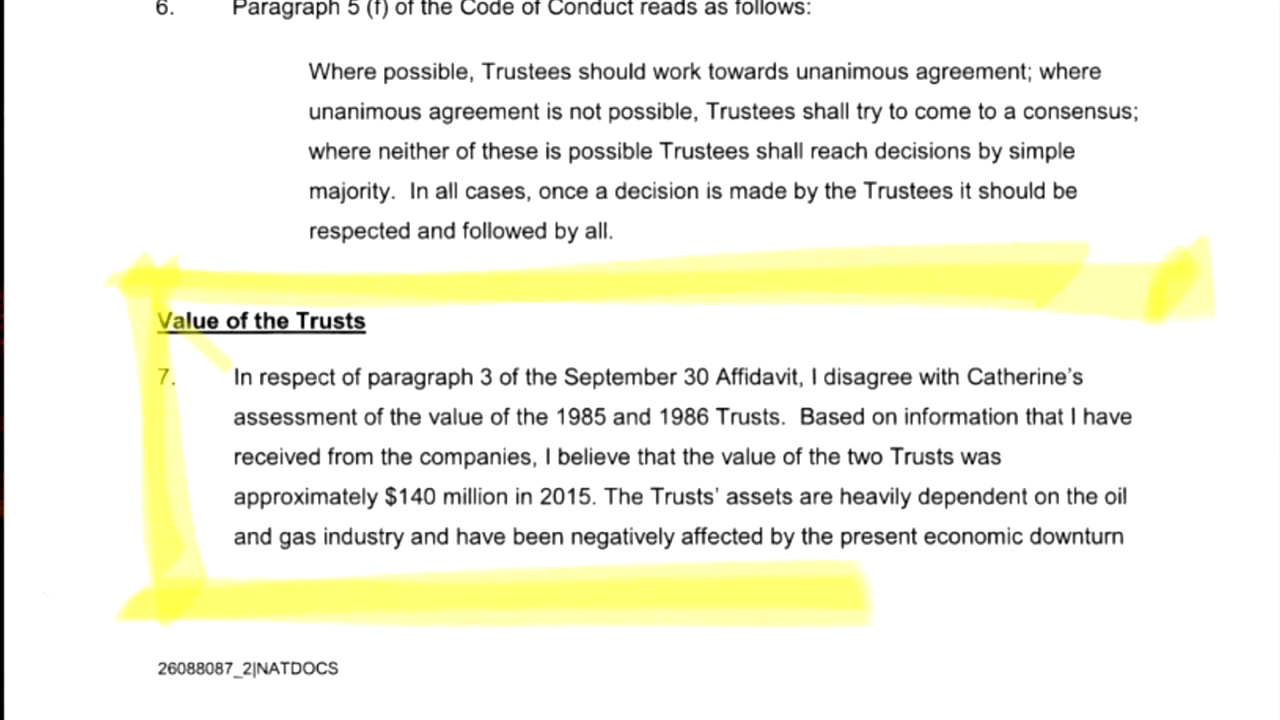 6. Paragraph 5 (f) of the Code of Conduct reads as follows:
Where possible, Trustees should work towards unanimous agreement; where
unanimous agreement is not possible, Trustees shall try to come to a consensus;
where neither of these is possible Trustees shall reach decisions by simple
majority. In all cases, once a decision is made by the Trustees it should be
respected and followed by all.
Value of the Trusts
7. In respect of paragraph 3 of the September 30 Affidavit, I disagree with Catherine's
assessment of the value of the 1985 and 1986 Trusts. Based on information that I have
received from the companies, I believe that the value of the two Trusts was
approximately $140 million in 2015. The Trusts' assets are heavily dependent on the oil
and gas industry and have been negatively affected by the present economic downturn
26088087_2|NATDOCS